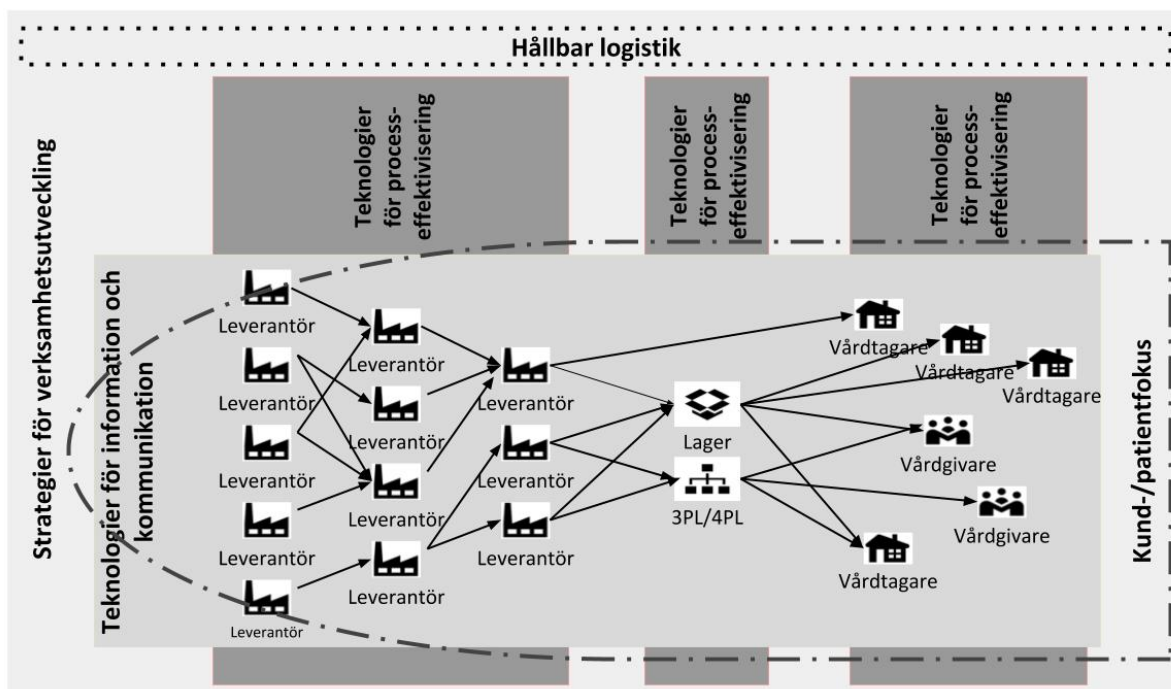 Hållbar logistik
Strategier för verksamhetsutveckling
Teknologier för information och
kommunikation
Teknologier
för process-
effektivisering
Teknologier
för process-
effektivisering
Teknologier
för process-
effektivisering
Leverantör
Leverantör
Leverantör
Leverantör
Leverantör
Leverantör
Leverantör
Leverantör
Leverantör
Leverantör
Leverantör
Leverantör
Lager
3PL/4PL
Vårdtagare
Vårdtagare
Vårdtagare
Vårdgivare
Vårdgivare
Vårdtagare
Kund-/patientfokus